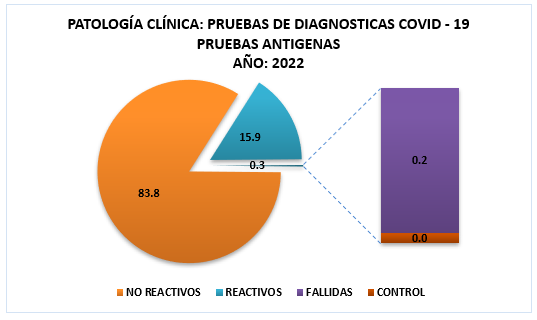 PATOLOGÍA CLÍNICA: PRUEBAS DE DIAGNOSTICAS COVID - 19
PRUEBAS ANTIGENAS
AÑO: 2022
15.9
0.3
83.8
0.2
0.0
NO REACTIVOS REACTIVOS FALLIDAS CONTROL